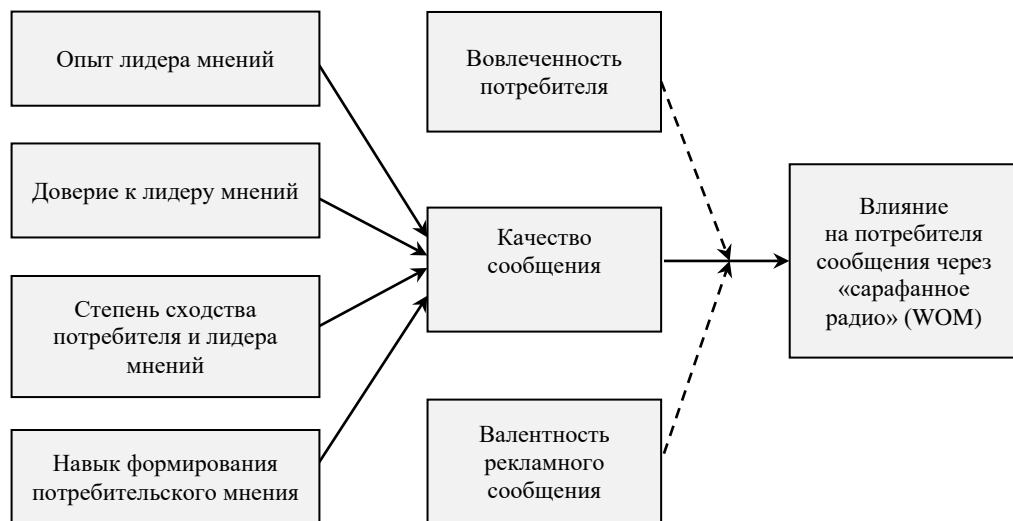 Опыт лидера мнений
Доверие к лидеру мнений
Степень сходства
потребителя и лидера
мнений
Навык формирования
потребительского мнения
Вовлеченность
потребителя
Качество
сообщения
Валентность
рекламного
сообщения
Влияние
на потребителя
сообщения через
«сарафанное
радио» (WOM)